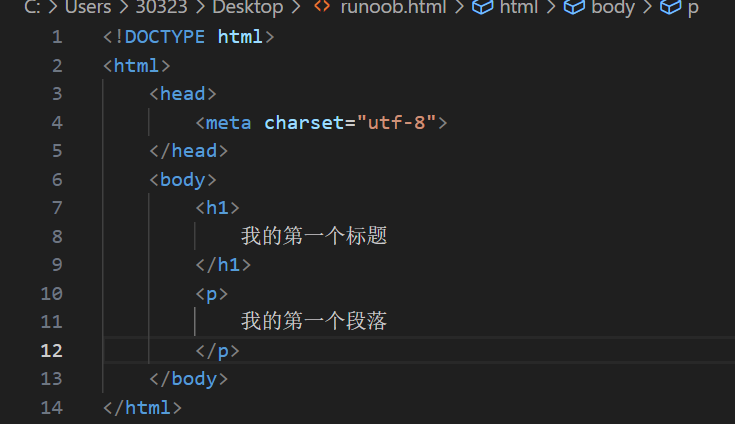 C: > Users > 30323 > Desktop > <> runoob.html > html > body > p
1 <!DOCTYPE html>
2 <html>
3 <head>
4 <meta charset="utf-8">
5 </head>
6 <body>
7 <h1>
8 我的第一个标题
9 </h1>
10 <p>
11 我的第一个段落
12 </p>
13 </body>
14 </html>